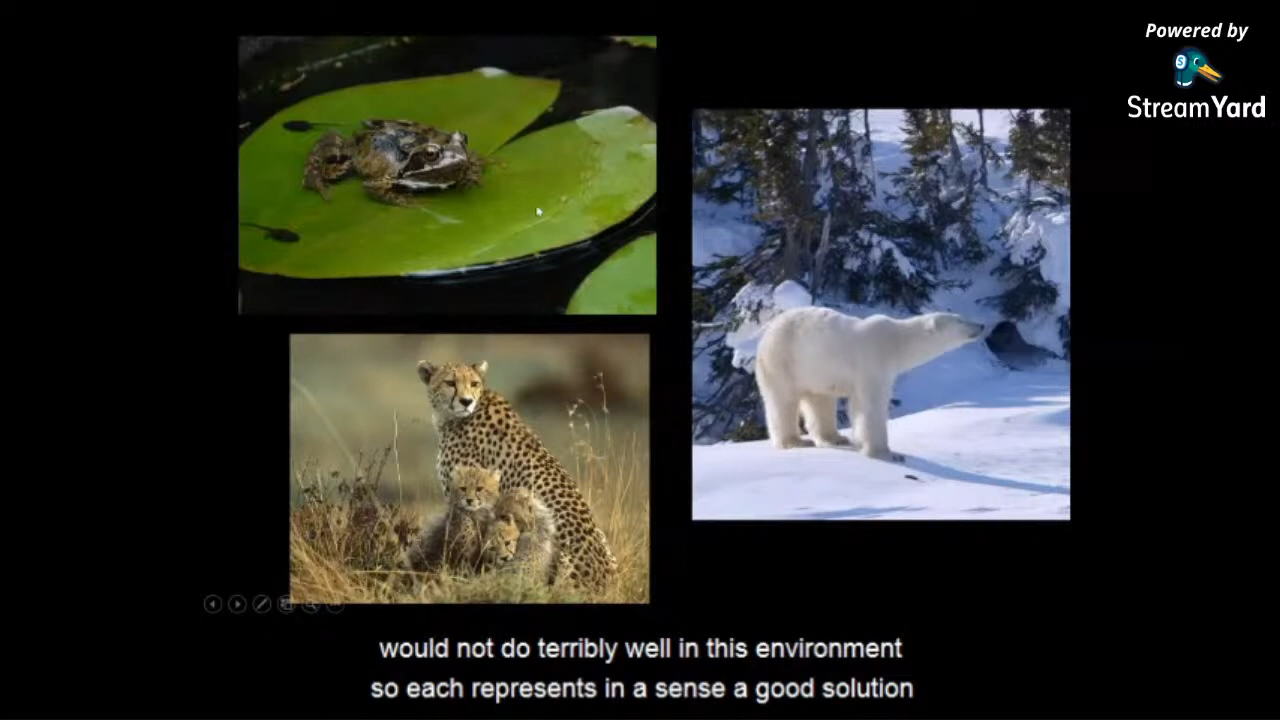 Powered by
StreamYard
would not do terribly well in this environment
so each represents in a sense a good solution